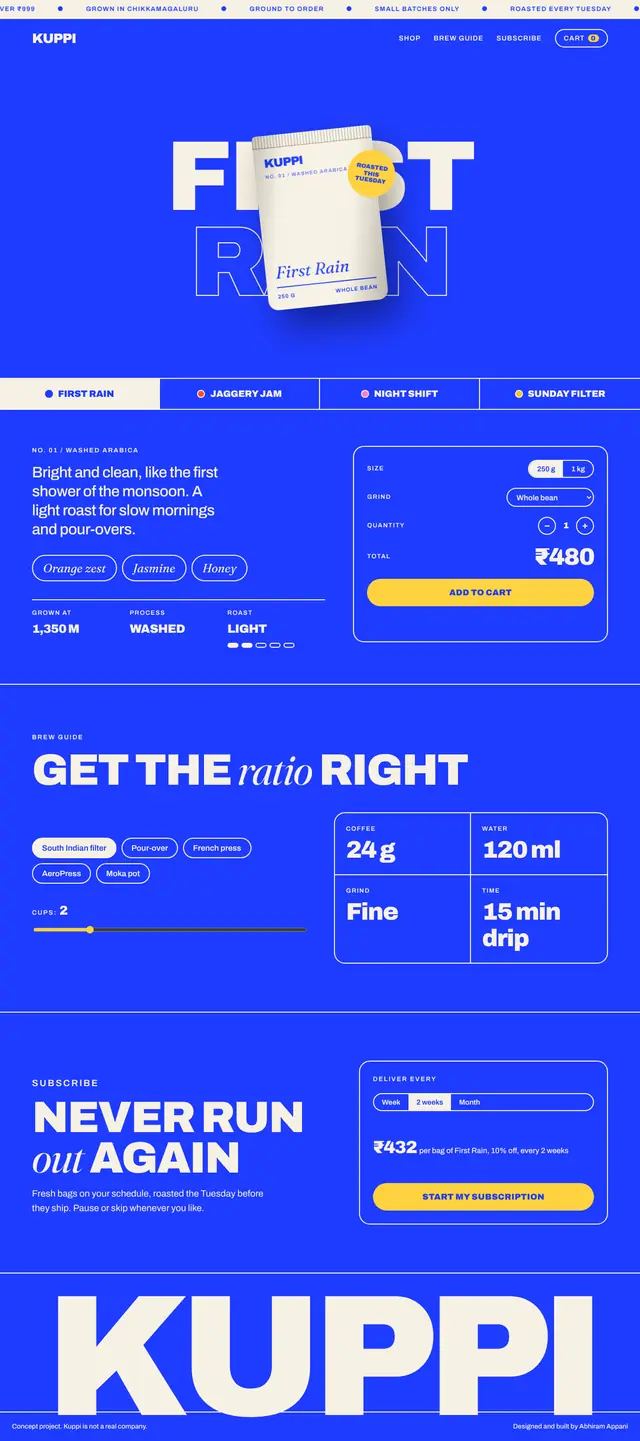 VER ₹999 • GROWN IN CHIKKAMAGALURU • GROUND TO ORDER • SMALL BATCHES ONLY • ROASTED EVERY TUESDAY •
KUPPI
SHOP BREW GUIDE SUBSCRIBE CART 0
KUPPI
NO. 01 / WASHED ARABICA
ROASTED
THIS
TUESDAY
First Rain
250 G WHOLE BEAN
FIRST RAIN JAGGERY JAM NIGHT SHIFT SUNDAY FILTER
NO. 01 / WASHED ARABICA
Bright and clean, like the first
shower of the monsoon. A
light roast for slow mornings
and pour-overs.
Orange zest Jasmine Honey
GROWN AT PROCESS ROAST
1,350 M WASHED LIGHT
SIZE 250 g 1 kg
GRIND Whole bean
QUANTITY − 1 +
TOTAL ₹480
ADD TO CART
BREW GUIDE
GET THE ratio RIGHT
South Indian filter Pour-over French press
AeroPress Moka pot
CUPS: 2
COFFEE WATER
24 g 120 ml
GRIND TIME
Fine 15 min
drip
SUBSCRIBE
NEVER RUN
out AGAIN
Fresh bags on your schedule, roasted the Tuesday before
they ship. Pause or skip whenever you like.
DELIVER EVERY
Week 2 weeks Month
₹432 per bag of First Rain, 10% off, every 2 weeks
START MY SUBSCRIPTION
KUPPI
Concept project. Kuppi is not a real company. Designed and built by Abhiram Appani